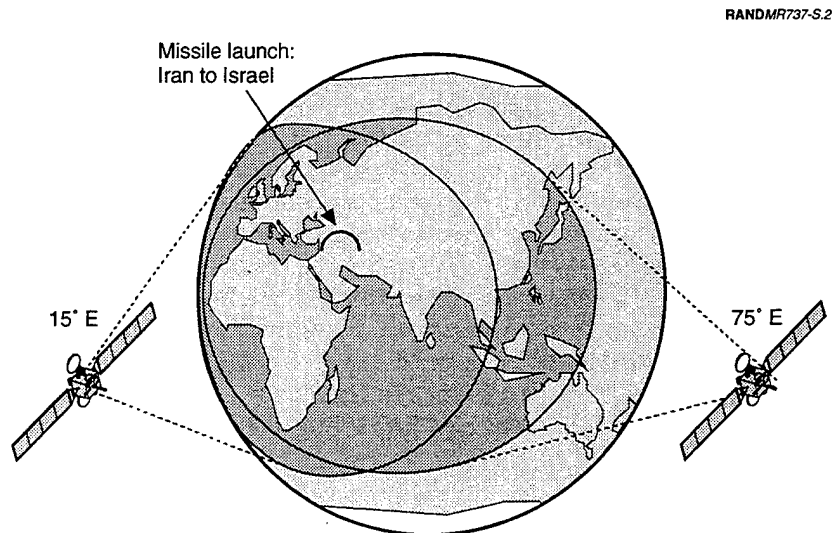 RANDMR737-S.2
Missile launch:
Iran to Israel
15° E
75° E